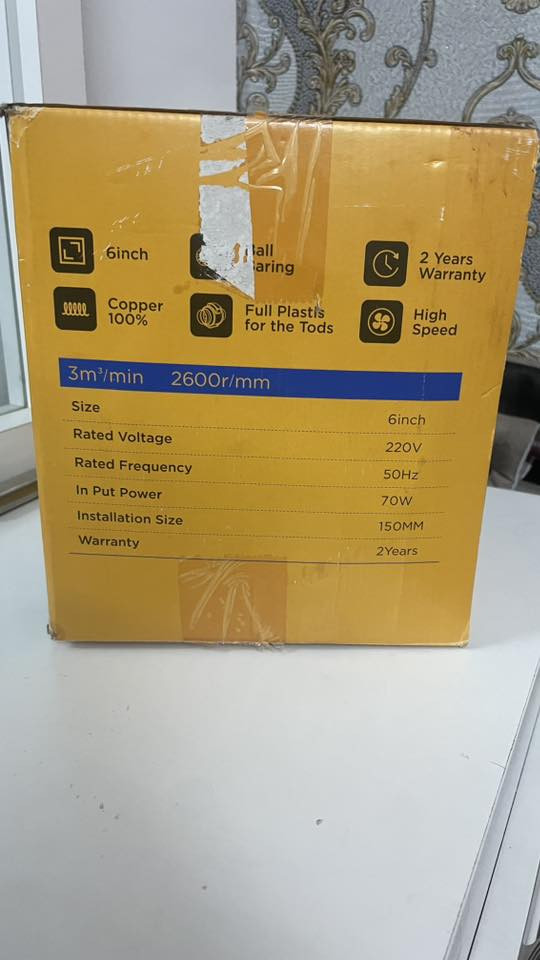 6inch
Ball
aring
2 Years
Warranty
Copper
100%
Full Plastis
for the Tods
High
Speed
3m³/min 2600r/mm
Size 6inch
Rated Voltage 220V
Rated Frequency 50Hz
In Put Power 70W
Installation Size 150MM
Warranty 2Years